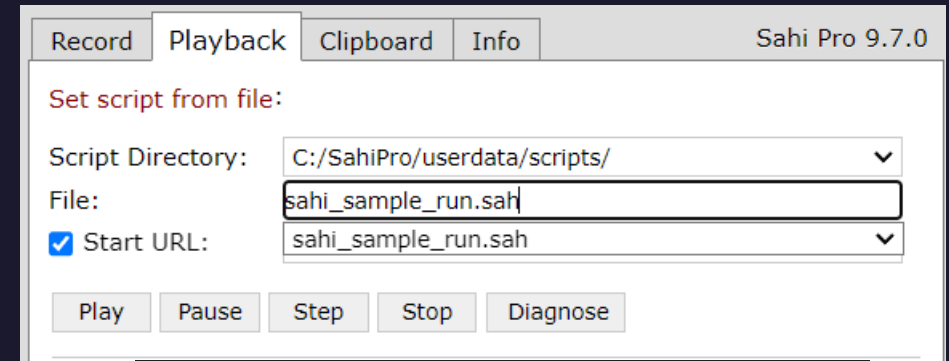 Record Playback Clipboard Info Sahi Pro 9.7.0
Set script from file:
Script Directory: C:/SahiPro/userdata/scripts/
File: sahi_sample_run.sah
Start URL: sahi_sample_run.sah
Play Pause Step Stop Diagnose